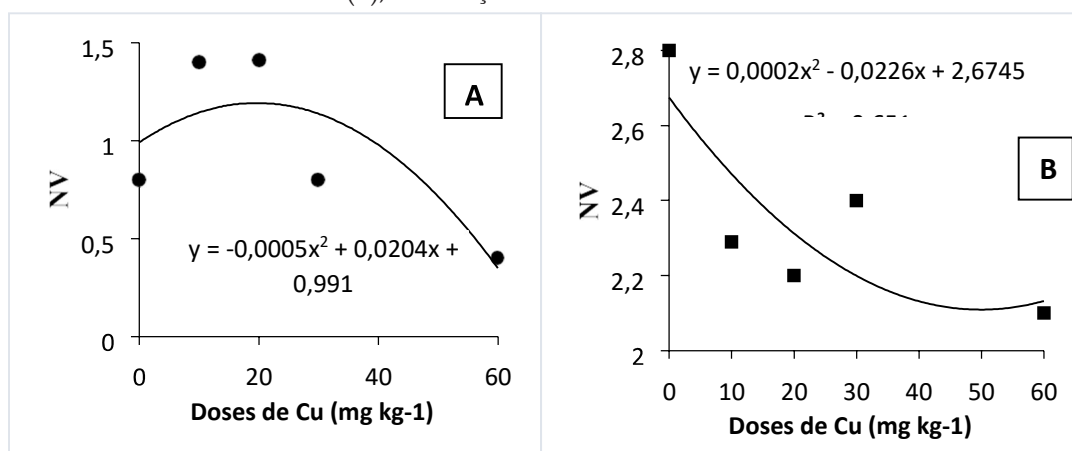 1,5
A
1
NV
0,5
y = -0,0005x² + 0,0204x +
0,991
0
0 20 40 60
Doses de Cu (mg kg-1)
2,8
y = 0,0002x² - 0,0226x + 2,6745
2,6
B
NV
2,4
2,2
2
0 10 20 30 40 50 60
Doses de Cu (mg kg-1)